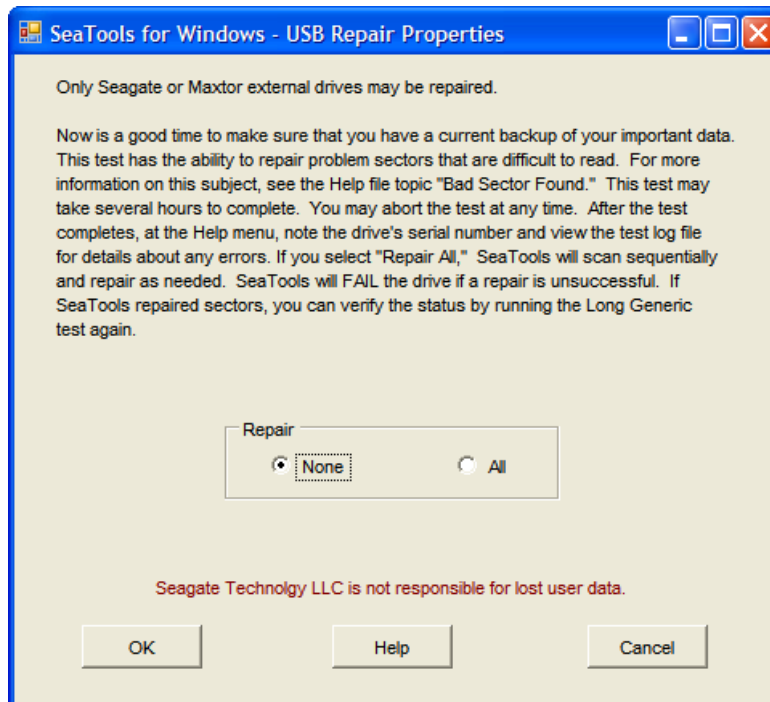 SeaTools for Windows - USB Repair Properties
Only Seagate or Maxtor external drives may be repaired.
Now is a good time to make sure that you have a current backup of your important data.
This test has the ability to repair problem sectors that are difficult to read.  For more
information on this subject, see the Help file topic "Bad Sector Found."  This test may
take several hours to complete.  You may abort the test at any time.  After the test
completes, at the Help menu, note the drive's serial number and view the test log file
for details about any errors. If you select "Repair All,"  SeaTools will scan sequentially
and repair as needed.  SeaTools will FAIL the drive if a repair is unsuccessful.  If
SeaTools repaired sectors, you can verify the status by running the Long Generic
test again.
Repair
None All
Seagate Technolgy LLC is not responsible for lost user data.
OK Help Cancel